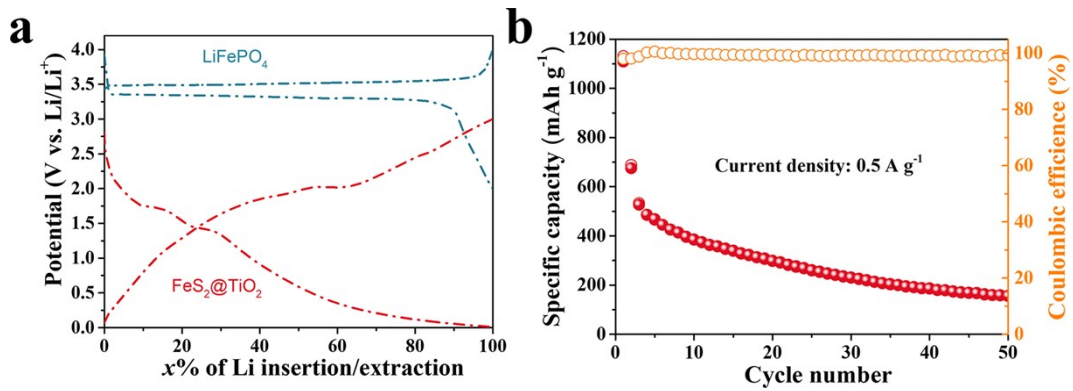 a
Potential (V vs. Li/Li⁺)
4.0
3.5
3.0
2.5
2.0
1.5
1.0
0.5
0.0
LiFePO₄
FeS₂@TiO₂
0 20 40 60 80 100
x% of Li insertion/extraction
b
Specific capacity (mAh g⁻¹)
1200
1000
800
600
400
200
0
Current density: 0.5 A g⁻¹
100
80
60
40
20
0
Coulombic efficience (%)
0 10 20 30 40 50
Cycle number